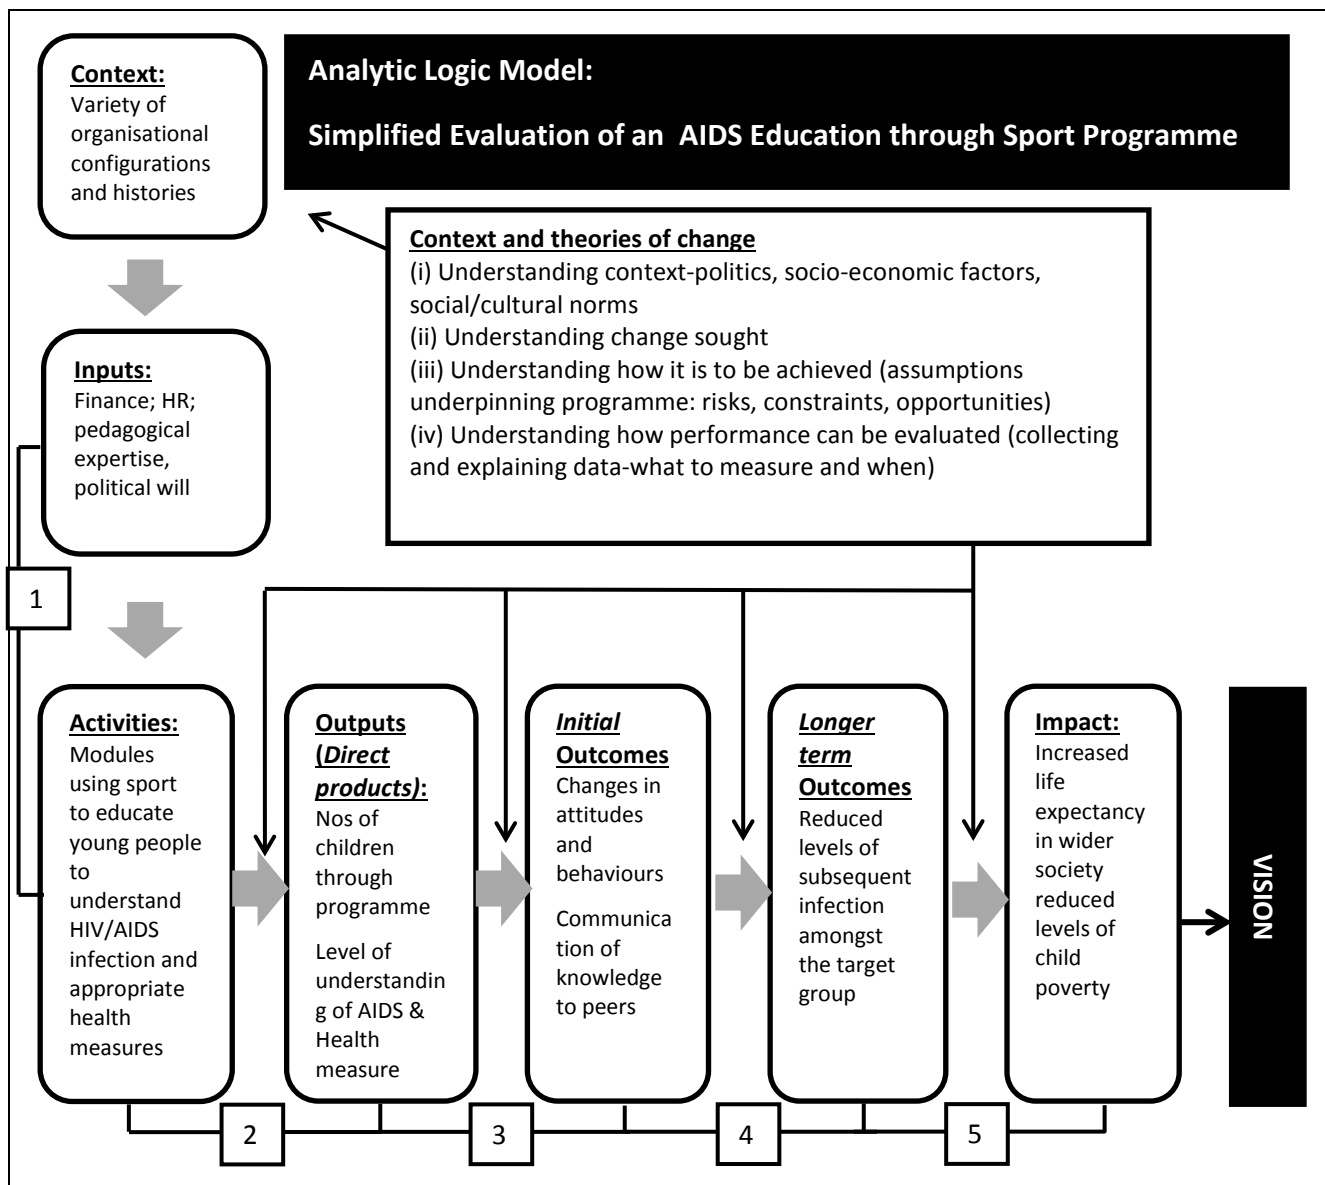 Context:
Variety of
organisational
configurations
and histories
Analytic Logic Model:
Simplified Evaluation of an AIDS Education through Sport Programme
Context and theories of change
(i) Understanding context-politics, socio-economic factors,
social/cultural norms
(ii) Understanding change sought
(iii) Understanding how it is to be achieved (assumptions
underpinning programme: risks, constraints, opportunities)
(iv) Understanding how performance can be evaluated (collecting
and explaining data-what to measure and when)
Inputs:
Finance; HR;
pedagogical
expertise,
political will
1
Activities:
Modules
using sport
to educate
young people
to
understand
HIV/AIDS
infection and
appropriate
health
measures
Outputs
(Direct
products):
Nos of
children
through
programme
Level of
understandin
g of AIDS &
Health
measure
Initial
Outcomes
Changes in
attitudes
and
behaviours
Communica
tion of
knowledge
to peers
Longer
term
Outcomes
Reduced
levels of
subsequent
infection
amongst
the target
group
Impact:
Increased
life
expectancy
in wider
society
reduced
levels of
child
poverty
VISION
2
3
4
5